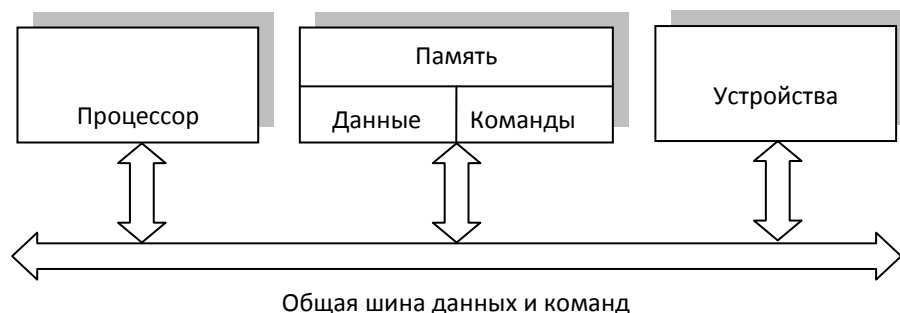 Процессор
Память
Данные
Команды
Устройства
Общая шина данных и команд